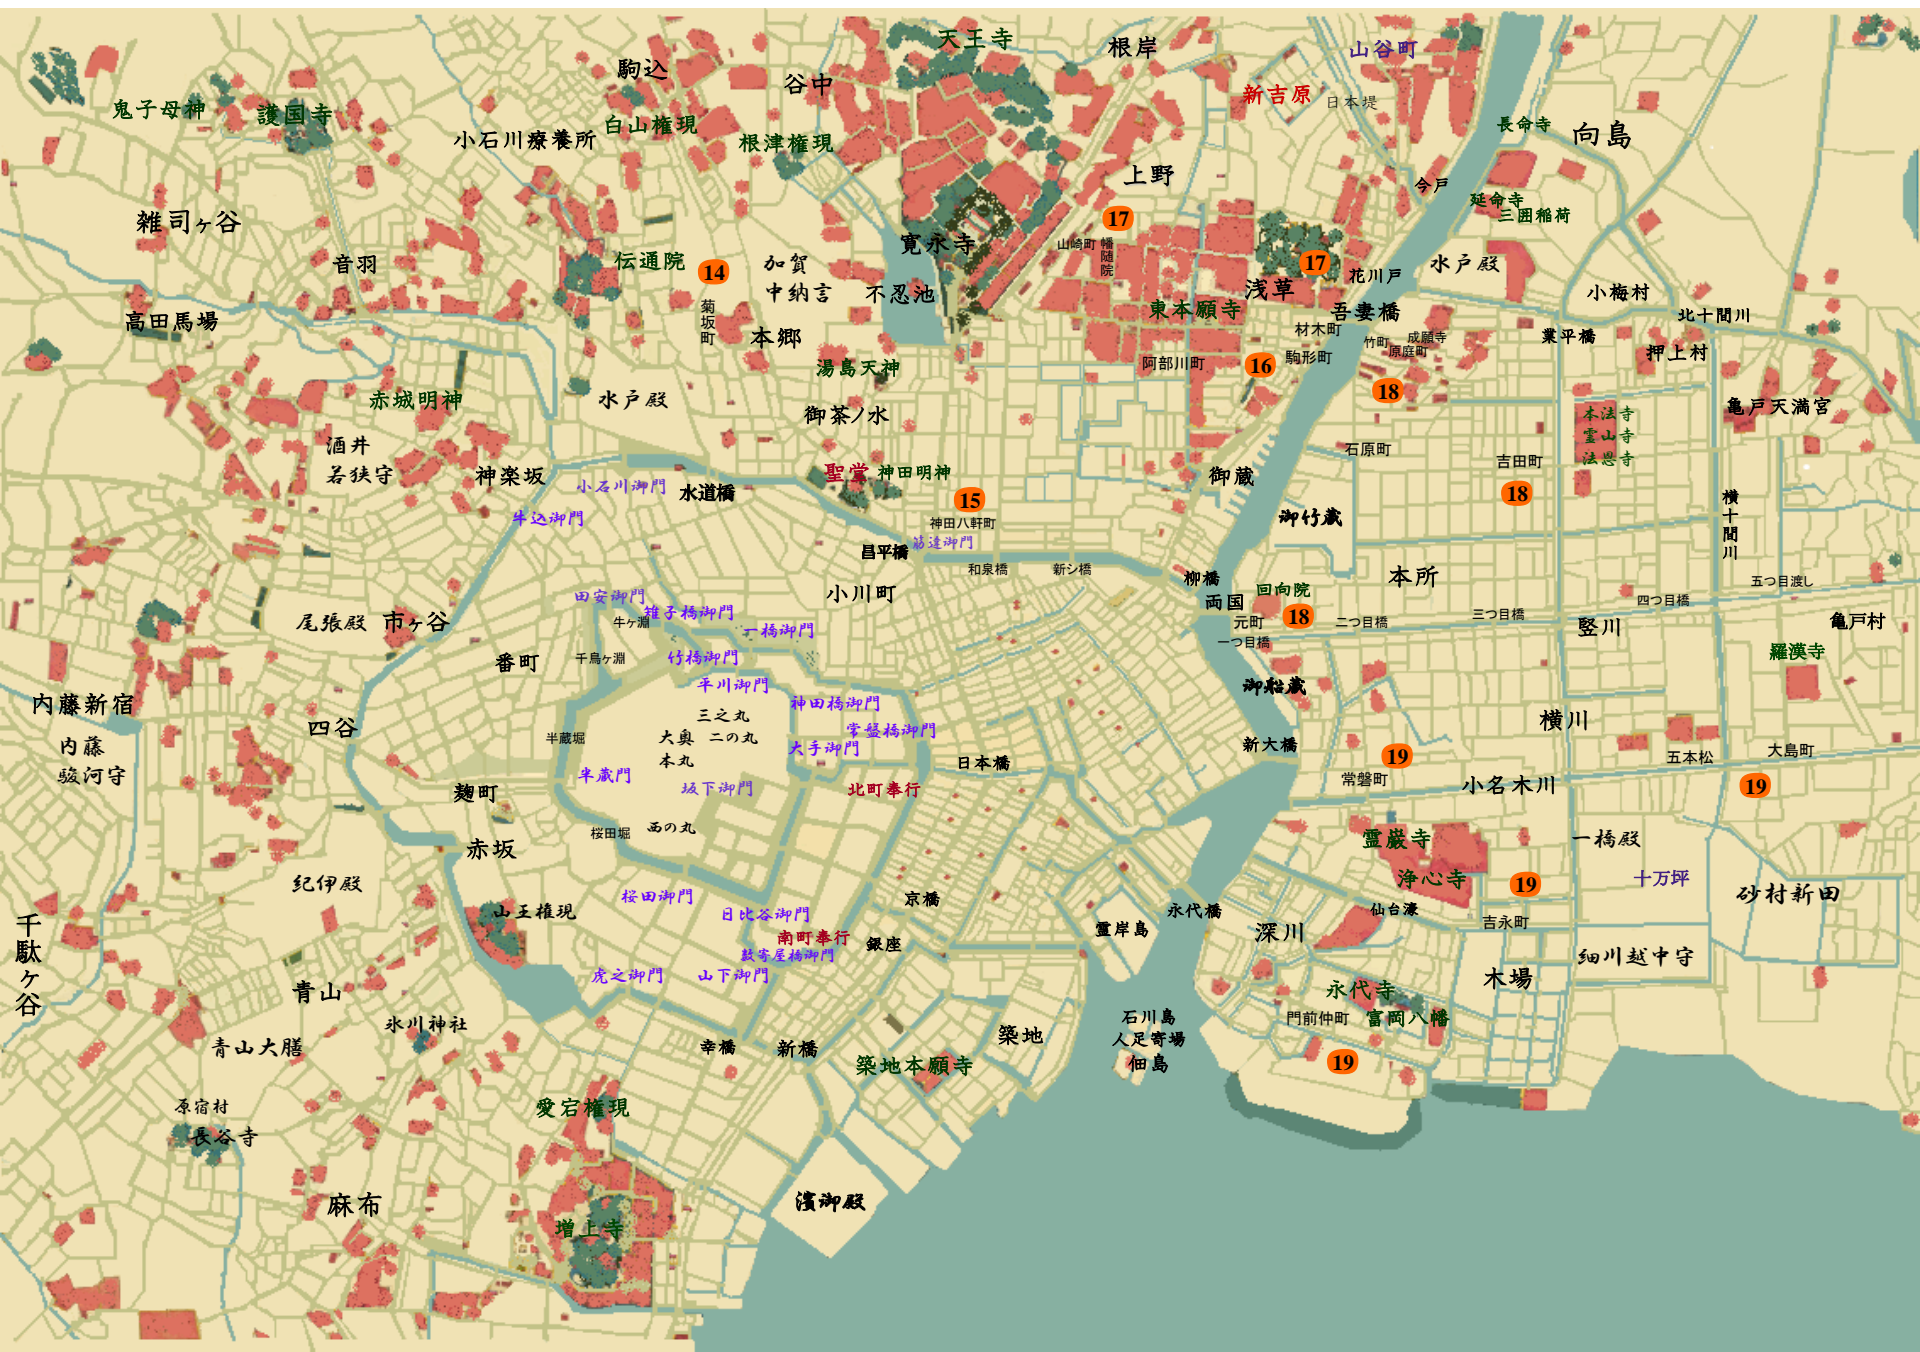 天王寺
根岸
山谷町
駒込
谷中
新吉原
日本堤
鬼子母神
護国寺
小石川療養所
白山権現
根津権現
長命寺
向島
上野
今戸
延命寺
三囲稲荷
雑司ヶ谷
音羽
伝通院
14
加賀
中納言
寛永寺
不忍池
17
山崎町
幡随院
17
浅草
花川戸
水戸殿
小梅村
北十間川
高田馬場
菊坂町
本郷
東本願寺
吾妻橋
材木町
竹町
成願寺
原庭町
業平橋
押上村
湯島天神
阿部川町
16
駒形町
18
赤城明神
水戸殿
御茶ノ水
亀戸天満宮
本法寺
霊山寺
法恩寺
酒井
若狭守
神楽坂
小石川御門
水道橋
聖堂
神田明神
御蔵
石原町
吉田町
18
牛込御門
15
神田八軒町
筋違御門
昌平橋
和泉橋
新シ橋
御竹蔵
横十間川
柳橋
本所
両国
回向院
18
元町
一つ目橋
二つ目橋
三つ目橋
四つ目橋
五つ目渡し
竪川
亀戸村
羅漢寺
小川町
田安御門
雉子橋御門
牛ヶ淵
一橋御門
尾張殿
市ヶ谷
番町
千鳥ヶ淵
竹橋御門
平川御門
御船蔵
内藤新宿
四谷
神田橋御門
三之丸
大奥
二の丸
本丸
常盤橋御門
大手御門
横川
内藤
駿河守
半蔵堀
半蔵門
坂下御門
北町奉行
日本橋
新大橋
19
常磐町
小名木川
五本松
大島町
19
麹町
西の丸
桜田堀
赤坂
霊巌寺
浄心寺
19
一橋殿
十万坪
砂村新田
紀伊殿
山王権現
桜田御門
日比谷御門
南町奉行
数寄屋橋御門
京橋
銀座
霊岸島
永代橋
深川
仙台濠
吉永町
細川越中守
千駄ヶ谷
青山
虎之御門
山下御門
木場
永代寺
富岡八幡
門前仲町
19
氷川神社
青山大膳
幸橋
新橋
築地
築地本願寺
石川島
人足寄場
佃島
原宿村
長谷寺
愛宕権現
麻布
増上寺
濱御殿